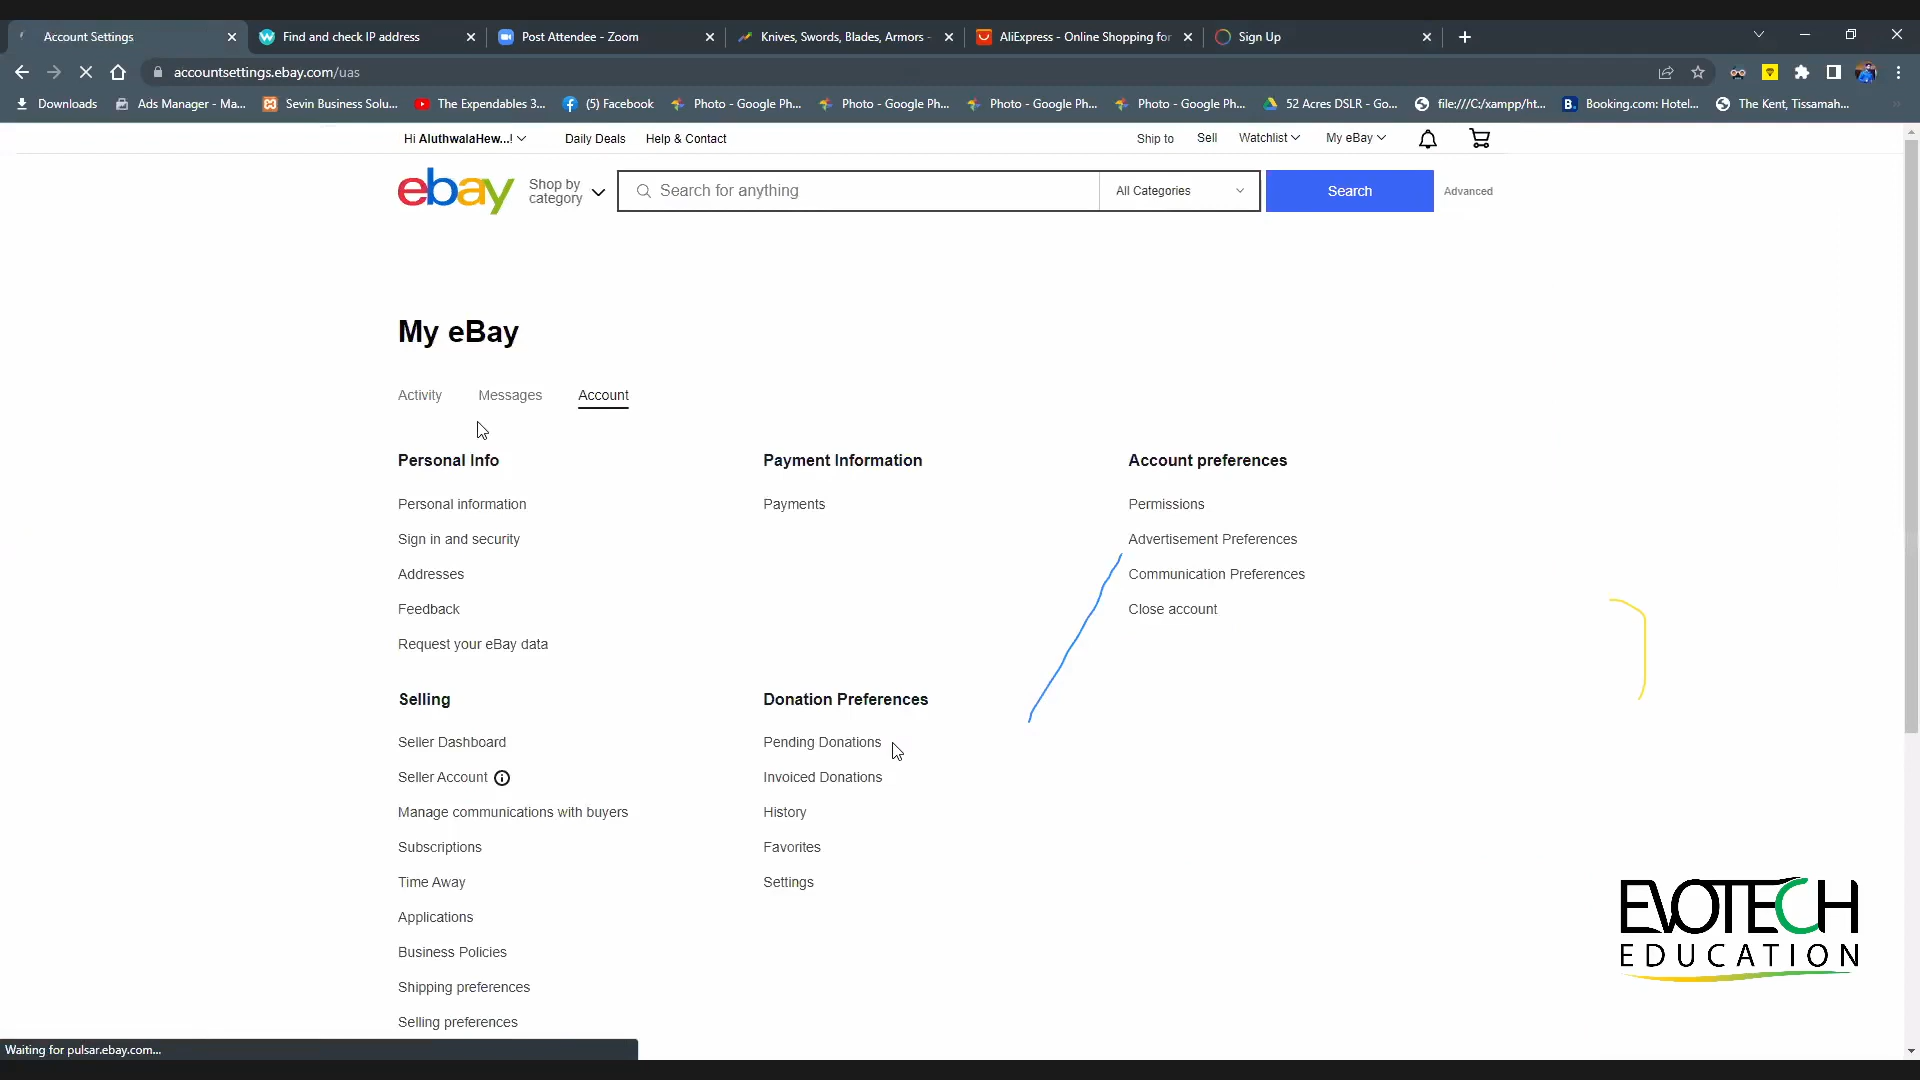 Account Settings
Find and check IP address
Post Attendee - Zoom
Knives, Swords, Blades, Armors -
AliExpress - Online Shopping for
Sign Up
accountsettings.ebay.com/uas
Downloads
Ads Manager - Ma...
Sevin Business Solu...
The Expendables 3...
(5) Facebook
Photo - Google Ph...
Photo - Google Ph...
Photo - Google Ph...
Photo - Google Ph...
52 Acres DSLR - Go...
file:///C:/xampp/ht...
Booking.com: Hotel...
The Kent, Tissamah...
Hi AluthwalaHew...!
Daily Deals
Help & Contact
Ship to
Sell
Watchlist
My eBay
ebay
Shop by
category
Search for anything
All Categories
Search
Advanced
My eBay
Activity
Messages
Account
Personal Info
Personal information
Sign in and security
Addresses
Feedback
Request your eBay data
Payment Information
Payments
Account preferences
Permissions
Advertisement Preferences
Communication Preferences
Close account
Selling
Seller Dashboard
Seller Account
Manage communications with buyers
Subscriptions
Time Away
Applications
Business Policies
Shipping preferences
Selling preferences
Donation Preferences
Pending Donations
Invoiced Donations
History
Favorites
Settings
EVOTECH
EDUCATION
Waiting for pulsar.ebay.com...